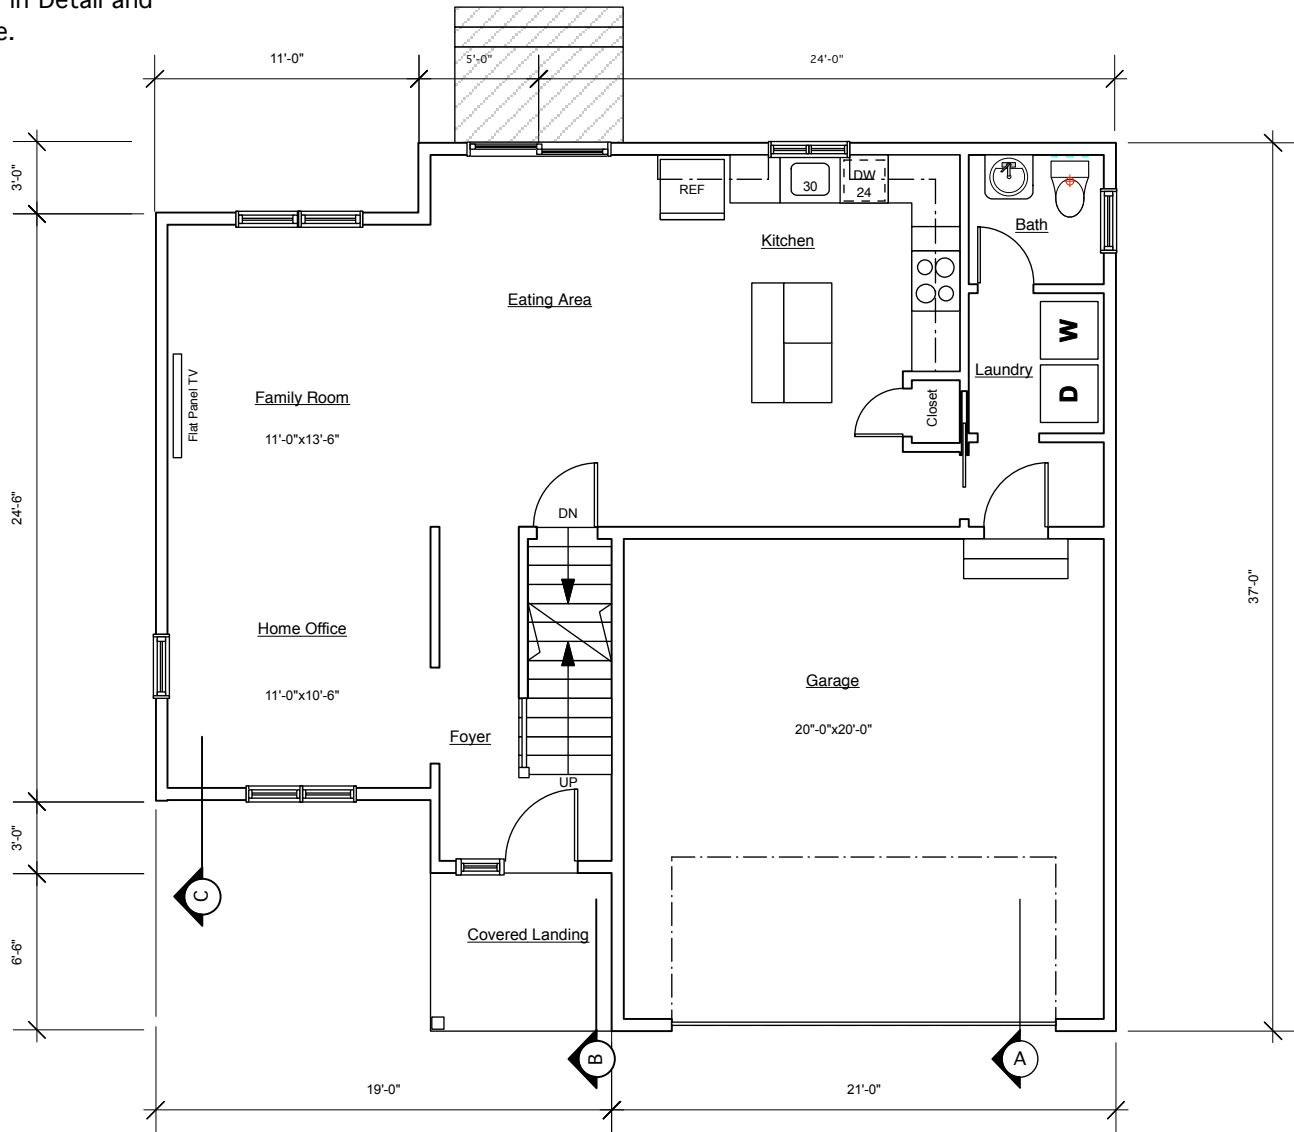 in Detail and
e.
11'-0"
5'-0"
24'-0"
3'-0"
REF
30
DW
24
Bath
Kitchen
Eating Area
W
Laundry
D
Flat Panel TV
Family Room
11'-0"x13'-6"
Closet
24'-6"
DN
37'-0"
Home Office
11'-0"x10'-6"
Garage
20"-0"x20'-0"
Foyer
UP
3'-0"
C
Covered Landing
6'-6"
B
A
19'-0"
21'-0"